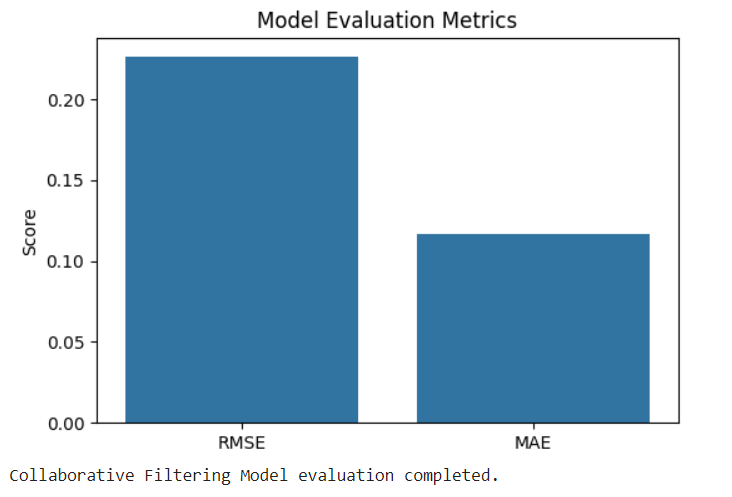 Model Evaluation Metrics
0.20
0.15
0.10
0.05
0.00
Score
RMSE MAE
Collaborative Filtering Model evaluation completed.